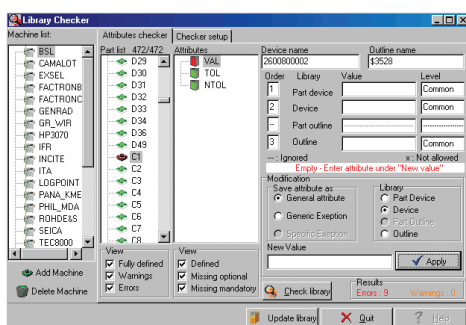 Library Checker
Machine list:
BSL
CAMALOT
EXSEL
FACTRONB
FACTRONC
GENRAD
GR_WIR
HP3070
IFR
INCITE
ITA
LOGPOINT
PANA_KME
PHIL_MDA
ROHDE&S
SEICA
TEC8000
Add Machine
Delete Machine
Attributes checker
Checker setup
Part list 472/472
D29
D30
D31
D32
D33
D34
D36
D49
C1
C2
C3
C4
C5
C6
C7
C8
View
Fully defined
Warnings
Errors
Attributes
VAL
TOL
NTOL
View
Defined
Missing optional
Missing mandatory
Device name
Outline name
2600800002
$3528
Order Library Value Level
1 Part device Common
2 Device Common
-- Part outline
3 Outline Common
--- : Ignored x : Not allowed
Empty - Enter attribute under "New value"
Modification
Save attribute as
General attribute
Generic Exeption
Specific Exeption
Library
Part Device
Device
Part Outline
Outline
New Value
Apply
Check library
Results
Errors : 9 Warnings : 0
Update library
Quit
Help